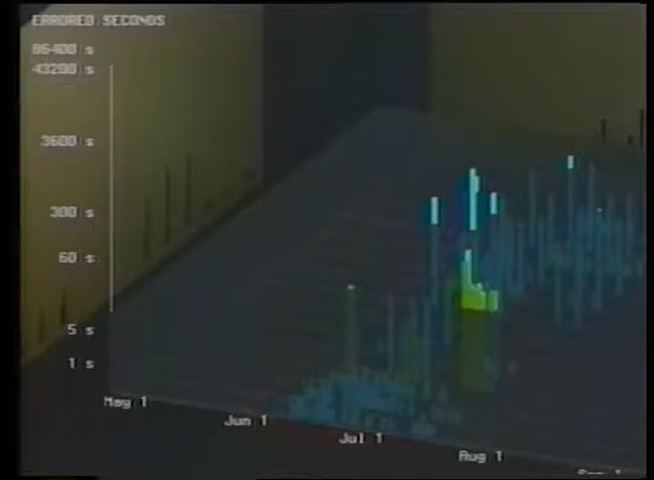 ERRORED SECONDS
86400 s
43200 s
3600 s
300 s
60 s
5 s
1 s
May 1
Jun 1
Jul 1
Aug 1